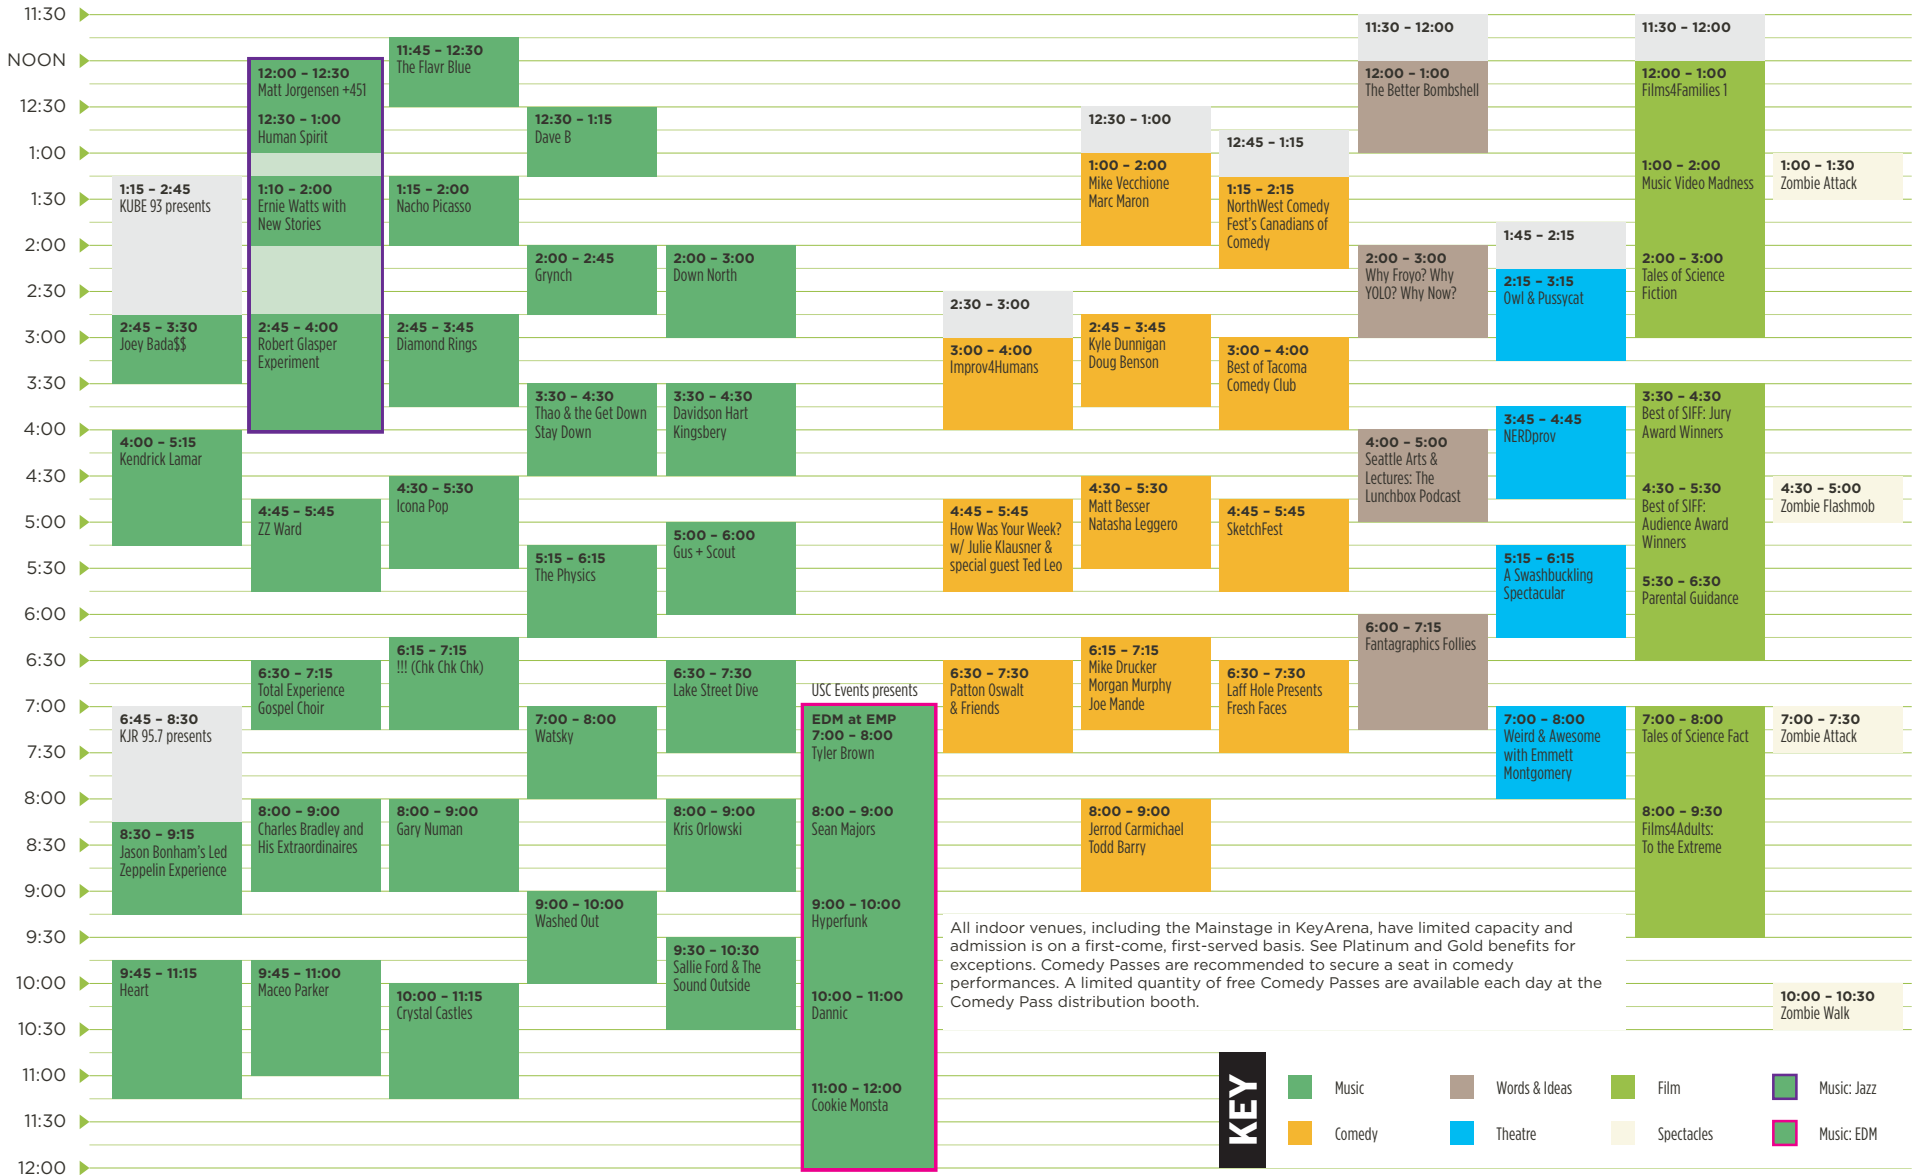 11:30
NOON
12:30
1:00
1:30
2:00
2:30
3:00
3:30
4:00
4:30
5:00
5:30
6:00
6:30
7:00
7:30
8:00
8:30
9:00
9:30
10:00
10:30
11:00
11:30
12:00
1:15 – 2:45
KUBE 93 presents
2:45 – 3:30
Joey Bada$$
4:00 – 5:15
Kendrick Lamar
6:45 – 8:30
KJR 95.7 presents
8:30 – 9:15
Jason Bonham's Led
Zeppelin Experience
9:45 – 11:15
Heart
12:00 – 12:30
Matt Jorgensen +451
12:30 – 1:00
Human Spirit
1:10 – 2:00
Ernie Watts with
New Stories
2:45 – 4:00
Robert Glasper
Experiment
4:45 – 5:45
ZZ Ward
6:30 – 7:15
Total Experience
Gospel Choir
8:00 – 9:00
Charles Bradley and
His Extraordinaires
9:45 – 11:00
Maceo Parker
11:45 – 12:30
The Flavr Blue
1:15 – 2:00
Nacho Picasso
2:45 – 3:45
Diamond Rings
4:30 – 5:30
Icona Pop
6:15 – 7:15
!!! (Chk Chk Chk)
8:00 – 9:00
Gary Numan
10:00 – 11:15
Crystal Castles
12:30 – 1:15
Dave B
2:00 – 2:45
Grynch
3:30 – 4:30
Thao & the Get Down
Stay Down
5:15 – 6:15
The Physics
7:00 – 8:00
Watsky
9:00 – 10:00
Washed Out
2:00 – 3:00
Down North
3:30 – 4:30
Davidson Hart
Kingsbery
5:00 – 6:00
Gus + Scout
6:30 – 7:30
Lake Street Dive
8:00 – 9:00
Kris Orlowski
9:30 – 10:30
Sallie Ford & The
Sound Outside
USC Events presents
EDM at EMP
7:00 – 8:00
Tyler Brown
8:00 – 9:00
Sean Majors
9:00 – 10:00
Hyperfunk
10:00 – 11:00
Dannic
11:00 – 12:00
Cookie Monsta
2:30 – 3:00
3:00 – 4:00
Improv4Humans
4:45 – 5:45
How Was Your Week?
w/ Julie Klausner &
special guest Ted Leo
6:30 – 7:30
Patton Oswalt
& Friends
12:30 – 1:00
1:00 – 2:00
Mike Vecchione
Marc Maron
2:45 – 3:45
Kyle Dunnigan
Doug Benson
4:30 – 5:30
Matt Besser
Natasha Leggero
6:15 – 7:15
Mike Drucker
Morgan Murphy
Joe Mande
8:00 – 9:00
Jerrod Carmichael
Todd Barry
12:45 – 1:15
1:15 – 2:15
NorthWest Comedy
Fest's Canadians of
Comedy
3:00 – 4:00
Best of Tacoma
Comedy Club
4:45 – 5:45
SketchFest
6:30 – 7:30
Laff Hole Presents
Fresh Faces
11:30 – 12:00
12:00 – 1:00
The Better Bombshell
2:00 – 3:00
Why Froyo? Why
YOLO? Why Now?
4:00 – 5:00
Seattle Arts &
Lectures: The
Lunchbox Podcast
6:00 – 7:15
Fantagraphics Follies
1:45 – 2:15
2:15 – 3:15
Owl & Pussycat
3:45 – 4:45
NERDprov
5:15 – 6:15
A Swashbuckling
Spectacular
7:00 – 8:00
Weird & Awesome
with Emmett
Montgomery
11:30 – 12:00
12:00 – 1:00
Films4Families 1
1:00 – 2:00
Music Video Madness
2:00 – 3:00
Tales of Science
Fiction
3:30 – 4:30
Best of SIFF: Jury
Award Winners
4:30 – 5:30
Best of SIFF:
Audience Award
Winners
5:30 – 6:30
Parental Guidance
7:00 – 8:00
Tales of Science Fact
8:00 – 9:30
Films4Adults:
To the Extreme
1:00 – 1:30
Zombie Attack
4:30 – 5:00
Zombie Flashmob
7:00 – 7:30
Zombie Attack
10:00 – 10:30
Zombie Walk
All indoor venues, including the Mainstage in KeyArena, have limited capacity and
admission is on a first-come, first-served basis. See Platinum and Gold benefits for
exceptions. Comedy Passes are recommended to secure a seat in comedy
performances. A limited quantity of free Comedy Passes are available each day at the
Comedy Pass distribution booth.
KEY
Music
Words & Ideas
Film
Music: Jazz
Comedy
Theatre
Spectacles
Music: EDM